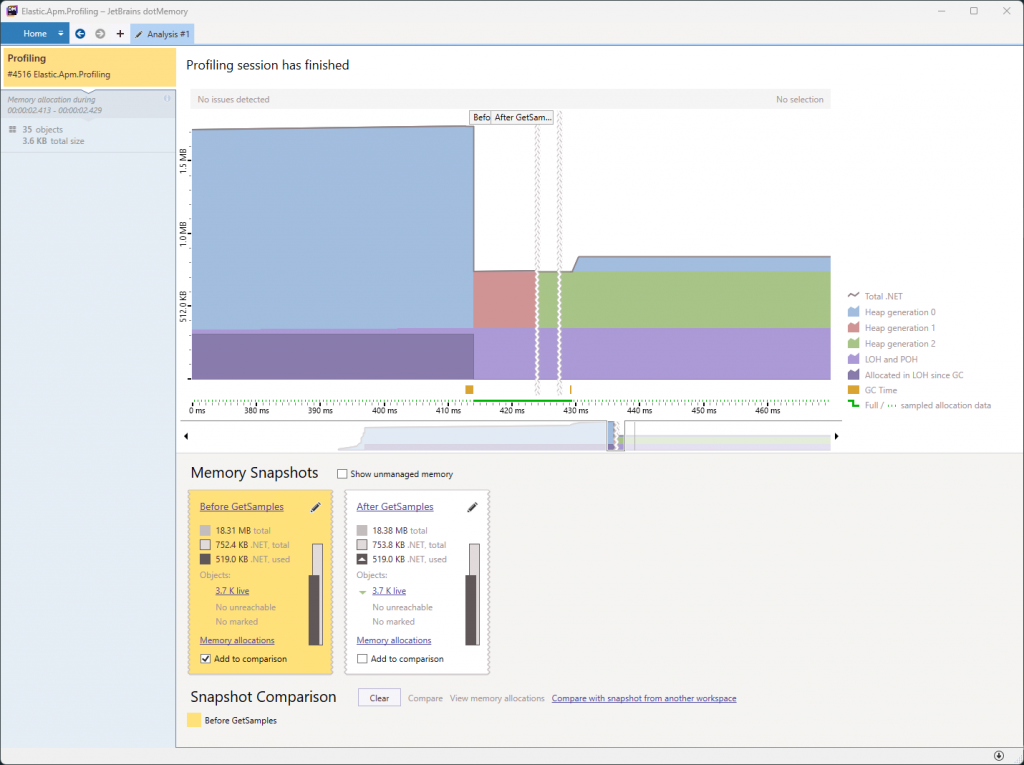 Elastic.Apm.Profiling – JetBrains dotMemory
Home
Analysis #1
Profiling
#4516 Elastic.Apm.Profiling
Memory allocation during
00:00:02.413 - 00:00:02.429
35 objects
3.6 KB total size
Profiling session has finished
No issues detected
No selection
Befo
After GetSam...
1.5 MB
1.0 MB
512.0 KB
Total .NET
Heap generation 0
Heap generation 1
Heap generation 2
LOH and POH
Allocated in LOH since GC
GC Time
Full / ... sampled allocation data
0 ms
380 ms
390 ms
400 ms
410 ms
420 ms
430 ms
440 ms
450 ms
460 ms
Memory Snapshots
Show unmanaged memory
Before GetSamples
18.31 MB total
752.4 KB .NET, total
519.0 KB .NET, used
Objects:
3.7 K live
No unreachable
No marked
Memory allocations
Add to comparison
After GetSamples
18.38 MB total
753.8 KB .NET, total
519.0 KB .NET, used
Objects:
3.7 K live
No unreachable
No marked
Memory allocations
Add to comparison
Snapshot Comparison
Clear
Compare
View memory allocations
Compare with snapshot from another workspace
Before GetSamples